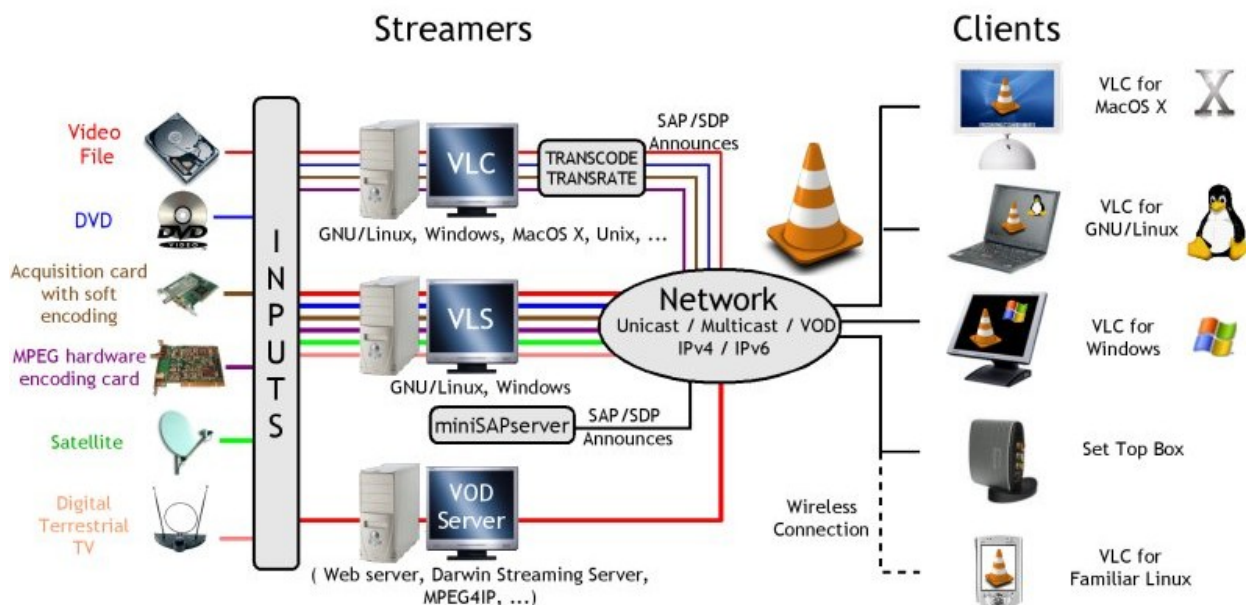 Streamers
Clients
Video
File
DVD
DVD
VIDEO
Acquisition card
with soft
encoding
MPEG hardware
encoding card
Satellite
Digital
Terrestrial
TV
INPUTS
VLC
TRANSCODE
TRANSRATE
SAP/SDP
Announces
GNU/Linux, Windows, MacOS X, Unix, ...
VLS
GNU/Linux, Windows
Network
Unicast / Multicast / VOD
IPv4 / IPv6
miniSAPserver
SAP/SDP
Announces
VOD
Server
( Web server, Darwin Streaming Server,
MPEG4IP, ...)
Wireless
Connection
VLC for
MacOS X
X
VLC for
GNU/Linux
VLC for
Windows
Set Top Box
VLC for
Familiar Linux